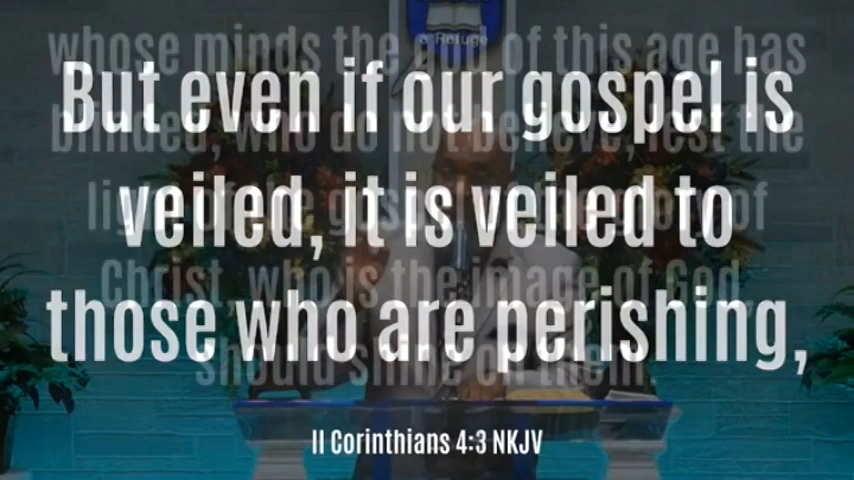 a Refuge
whose minds the god of this age has
But even if our gospel is
blinded, who do not believe, lest the
veiled, it is veiled to
light of the gospel of the glory of
Christ, who is the image of God,
those who are perishing,
should shine on them
II Corinthians 4:3 NKJV